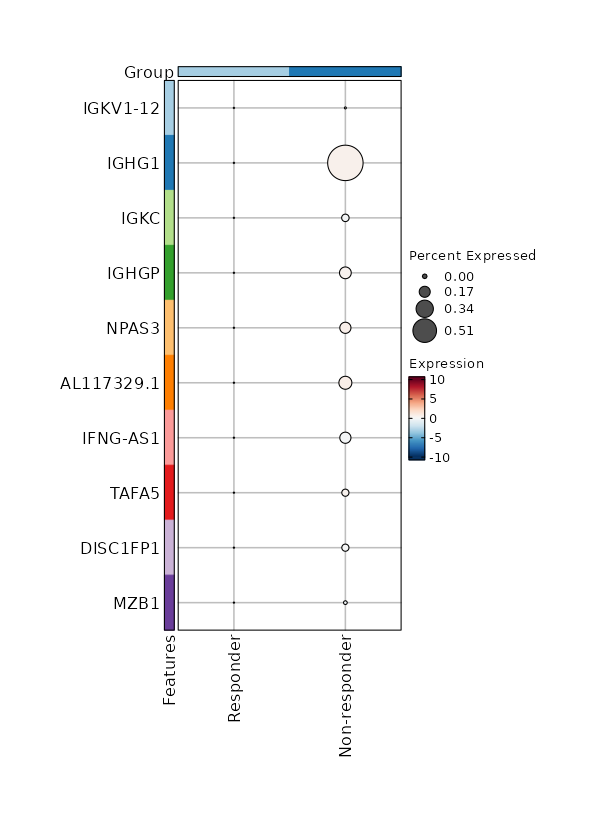 Group
IGKV1-12
IGHG1
IGKC
IGHGP
NPAS3
AL117329.1
IFNG-AS1
TAFA5
DISC1FP1
MZB1
Features
Responder
Non-responder
Percent Expressed
0.00
0.17
0.34
0.51
Expression
10
5
0
-5
-10